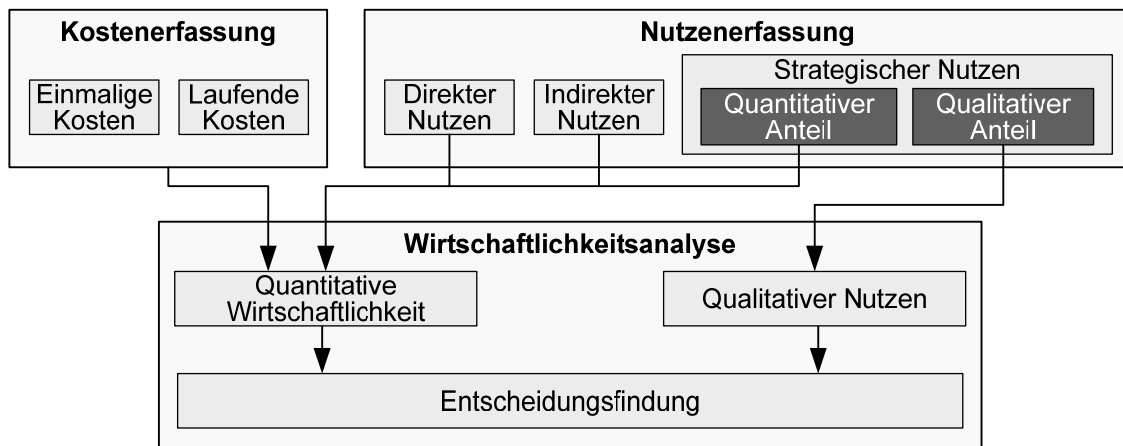 Kostenerfassung
Einmalige
Kosten
Laufende
Kosten
Nutzenerfassung
Direkter
Nutzen
Indirekter
Nutzen
Strategischer Nutzen
Quantitativer
Anteil
Qualitativer
Anteil
Wirtschaftlichkeitsanalyse
Quantitative
Wirtschaftlichkeit
Qualitativer Nutzen
Entscheidungsfindung